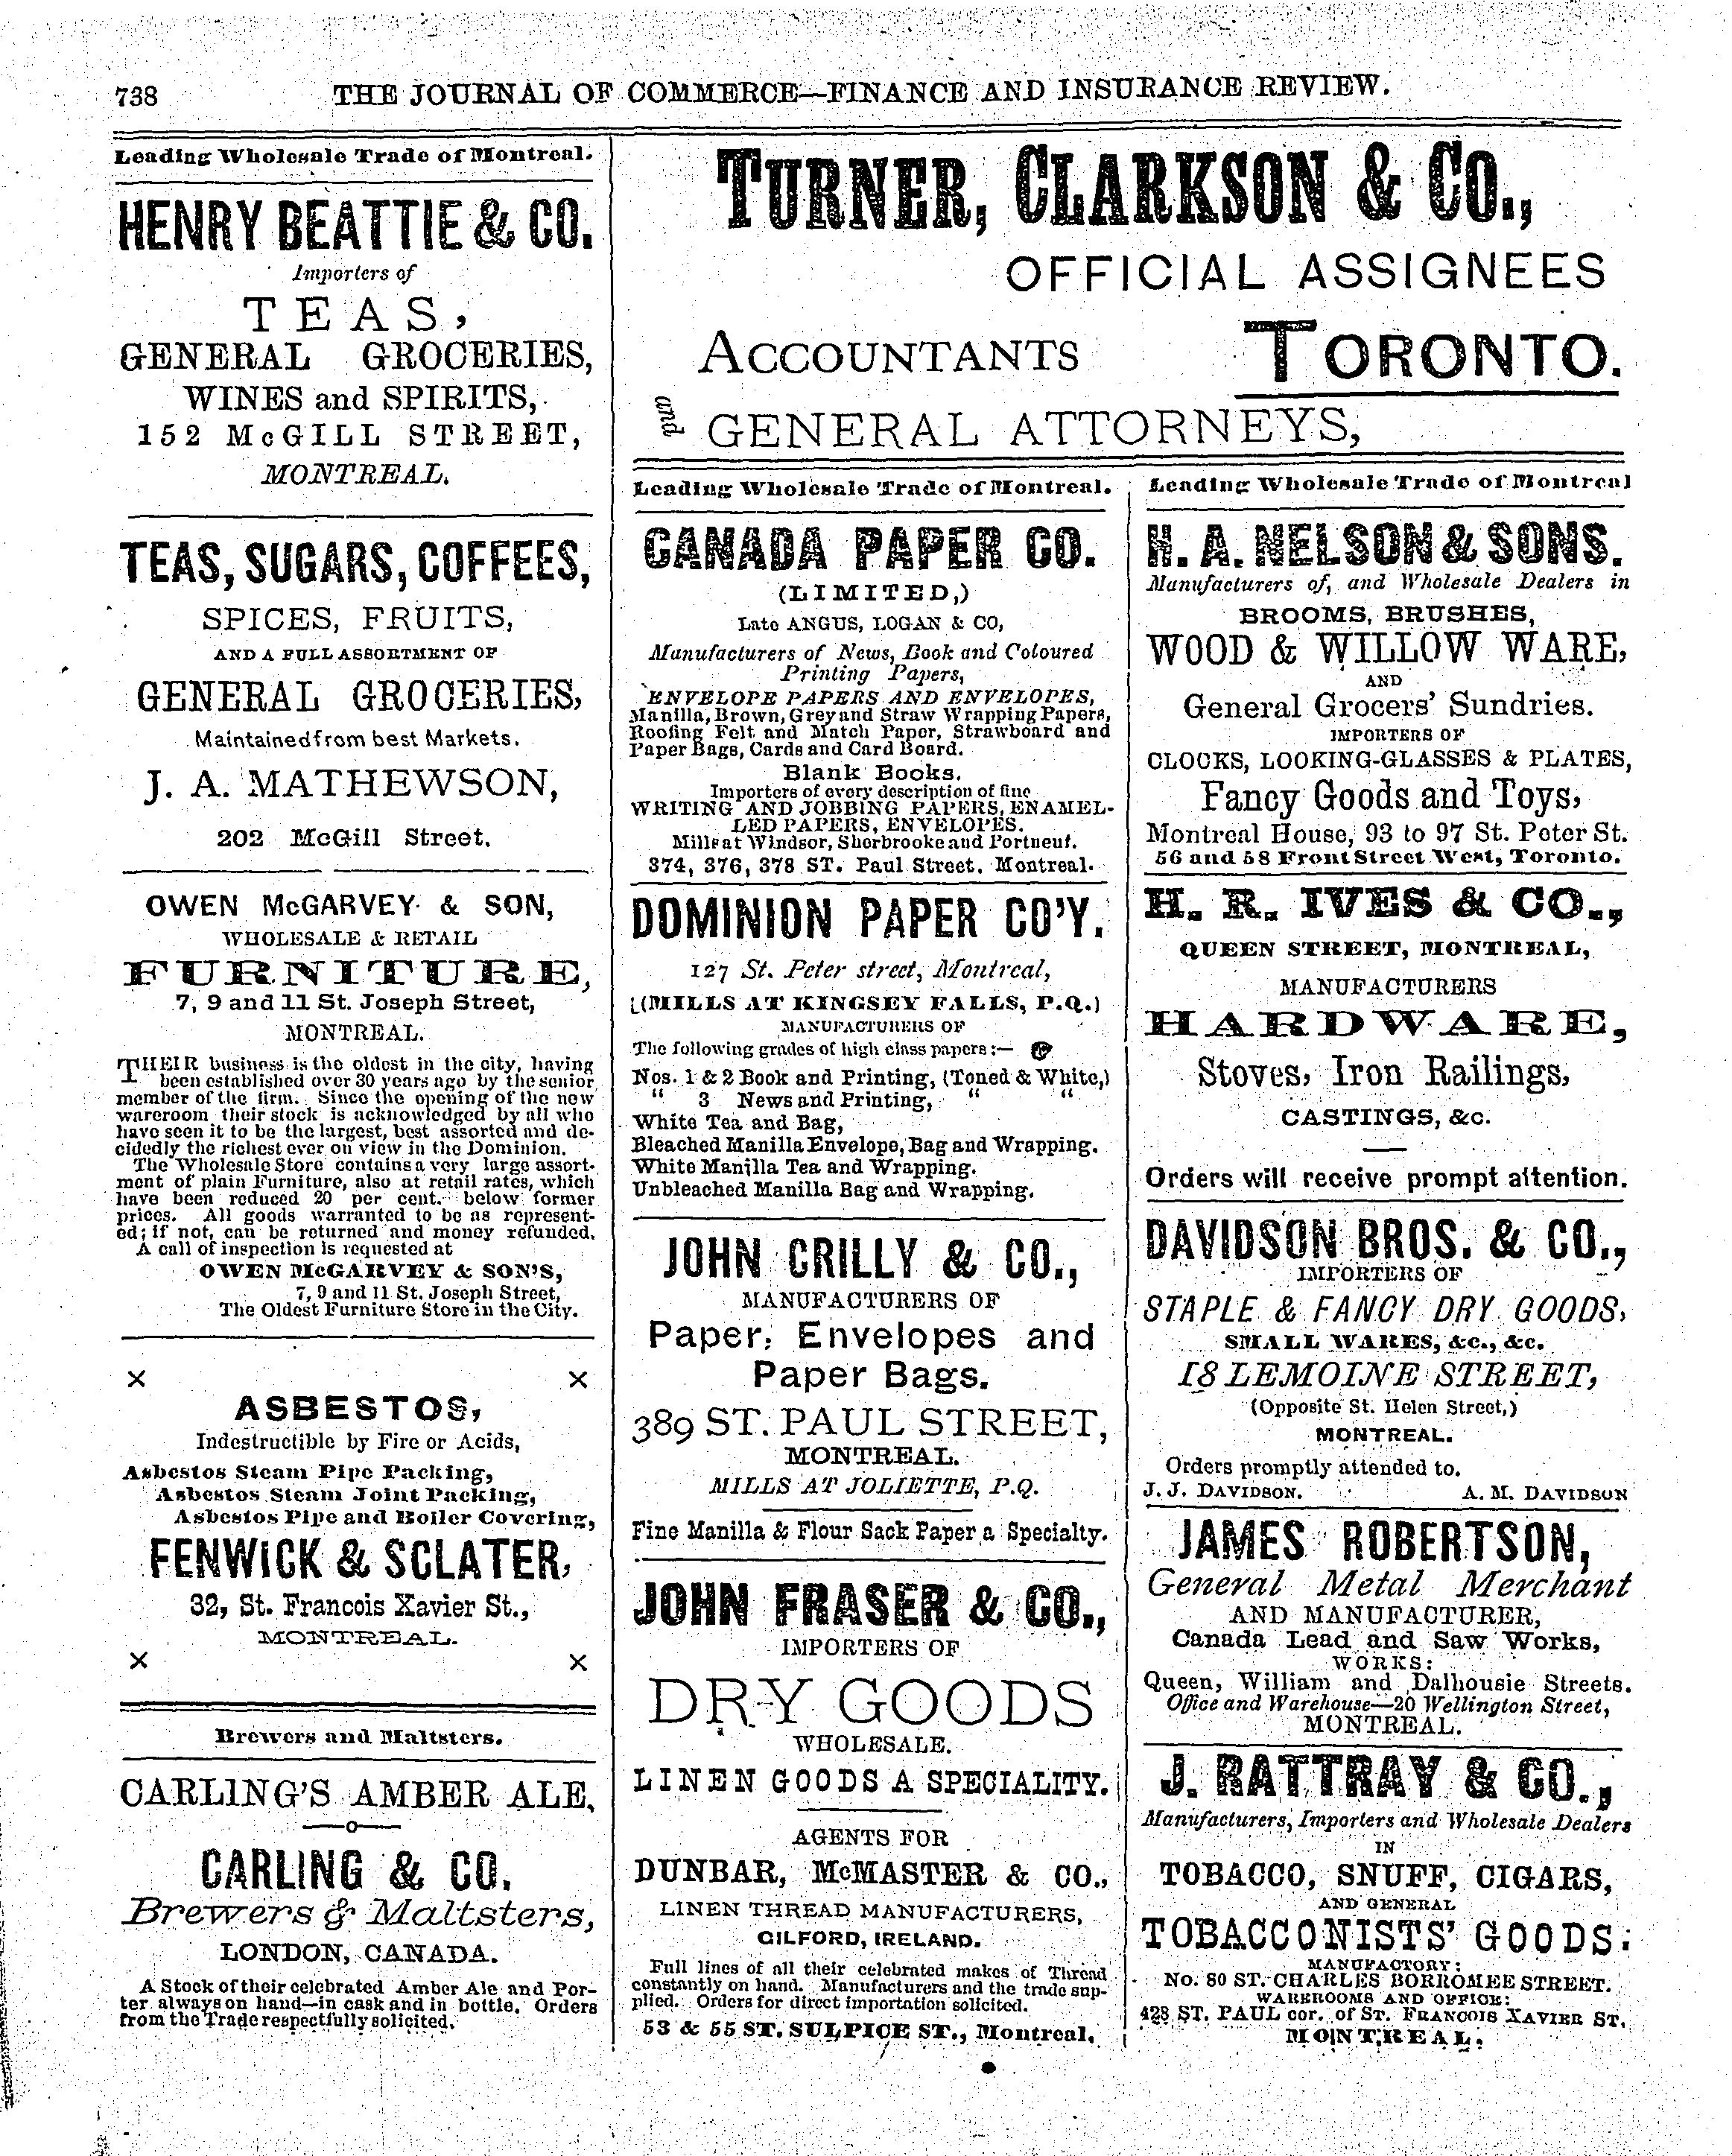 738
THE JOURNAL OF COMMERCE—FINANCE AND INSURANCE REVIEW.
Leading Wholesale Trade of Montreal.
HENRY BEATTIE & CO.
Importers of
TEAS,
GENERAL GROCERIES,
WINES and SPIRITS,
152 McGILL STREET,
MONTREAL.
TEAS, SUGARS, COFFEES,
SPICES, FRUITS,
AND A FULL ASSORTMENT OF
GENERAL GROCERIES,
Maintained from best Markets.
J. A. MATHEWSON,
202 McGill Street.
OWEN McGARVEY & SON,
WHOLESALE & RETAIL
FURNITURE,
7, 9 and 11 St. Joseph Street,
MONTREAL.
THEIR business is the oldest in the city, having
been established over 30 years ago by the senior
member of the firm. Since the opening of the new
wareroom their stock is acknowledged by all who
have seen it to be the largest, best assorted and de-
cidedly the richest ever on view in the Dominion.
The Wholesale Store contains a very large assort-
ment of plain Furniture, also at retail rates, which
have been reduced 20 per cent. below former
prices. All goods warranted to be as represent-
ed; if not, can be returned and money refunded.
A call of inspection is requested at
OWEN McGARVEY & SON'S,
7, 9 and 11 St. Joseph Street,
The Oldest Furniture Store in the City.
× ×
ASBESTOS,
Indestructible by Fire or Acids,
Asbestos Steam Pipe Packing,
Asbestos Steam Joint Packing,
Asbestos Pipe and Boiler Covering,
FENWICK & SCLATER,
32, St. Francois Xavier St.,
MONTREAL.
× ×
Brewers and Maltsters.
CARLING'S AMBER ALE,
CARLING & CO.
Brewers & Maltsters,
LONDON, CANADA.
A Stock of their celebrated Amber Ale and Por-
ter always on hand—in cask and in bottle. Orders
from the Trade respectfully solicited.
TURNER, CLARKSON & CO.,
OFFICIAL ASSIGNEES
ACCOUNTANTS TORONTO.
and GENERAL ATTORNEYS,
Leading Wholesale Trade of Montreal.
CANADA PAPER CO.
(LIMITED,)
Late ANGUS, LOGAN & CO,
Manufacturers of News, Book and Coloured
Printing Papers,
ENVELOPE PAPERS AND ENVELOPES,
Manilla, Brown, Grey and Straw Wrapping Papers,
Roofing Felt and Match Paper, Strawboard and
Paper Bags, Cards and Card Board.
Blank Books.
Importers of every description of fine
WRITING AND JOBBING PAPERS, ENAMEL-
LED PAPERS, ENVELOPES.
Mills at Windsor, Sherbrooke and Portneuf.
374, 376, 378 ST. Paul Street. Montreal.
DOMINION PAPER CO'Y.
127 St. Peter street, Montreal,
(MILLS AT KINGSEY FALLS, P.Q.)
MANUFACTURERS OF
The following grades of high class papers:—
Nos. 1 & 2 Book and Printing, (Toned & White,)
" 3 News and Printing, " "
White Tea and Bag,
Bleached Manilla Envelope, Bag and Wrapping.
White Manilla Tea and Wrapping.
Unbleached Manilla Bag and Wrapping.
JOHN CRILLY & CO.,
MANUFACTURERS OF
Paper, Envelopes and
Paper Bags.
389 ST. PAUL STREET,
MONTREAL.
MILLS AT JOLIETTE, P.Q.
Fine Manilla & Flour Sack Paper a Specialty.
JOHN FRASER & CO.,
IMPORTERS OF
DRY GOODS
WHOLESALE.
LINEN GOODS A SPECIALITY.
AGENTS FOR
DUNBAR, McMASTER & CO.,
LINEN THREAD MANUFACTURERS,
GILFORD, IRELAND.
Full lines of all their celebrated makes of Thread
constantly on hand. Manufacturers and the trade sup-
plied. Orders for direct importation solicited.
53 & 55 ST. SULPICE ST., Montreal.
Leading Wholesale Trade of Montreal
H. A. NELSON & SONS.
Manufacturers of, and Wholesale Dealers in
BROOMS, BRUSHES,
WOOD & WILLOW WARE,
AND
General Grocers' Sundries.
IMPORTERS OF
CLOCKS, LOOKING-GLASSES & PLATES,
Fancy Goods and Toys,
Montreal House, 93 to 97 St. Peter St.
56 and 58 Front Street West, Toronto.
H. R. IVES & CO.,
QUEEN STREET, MONTREAL,
MANUFACTURERS
HARDWARE,
Stoves, Iron Railings,
CASTINGS, &c.
Orders will receive prompt attention.
DAVIDSON BROS. & CO.,
IMPORTERS OF
STAPLE & FANCY DRY GOODS,
SMALL WARES, &c., &c.
18 LEMOINE STREET,
(Opposite St. Helen Street,)
MONTREAL.
Orders promptly attended to.
J. J. DAVIDSON. A. M. DAVIDSON
JAMES ROBERTSON,
General Metal Merchant
AND MANUFACTURER,
Canada Lead and Saw Works,
WORKS:
Queen, William and Dalhousie Streets.
Office and Warehouse—20 Wellington Street,
MONTREAL.
J. RATTRAY & CO.,
Manufacturers, Importers and Wholesale Dealers
IN
TOBACCO, SNUFF, CIGARS,
AND GENERAL
TOBACCONISTS' GOODS:
MANUFACTORY:
No. 80 ST. CHARLES BORROMEE STREET.
WAREROOMS AND OFFICE:
428 ST. PAUL cor. of ST. FRANCOIS XAVIER ST.
MONTREAL.